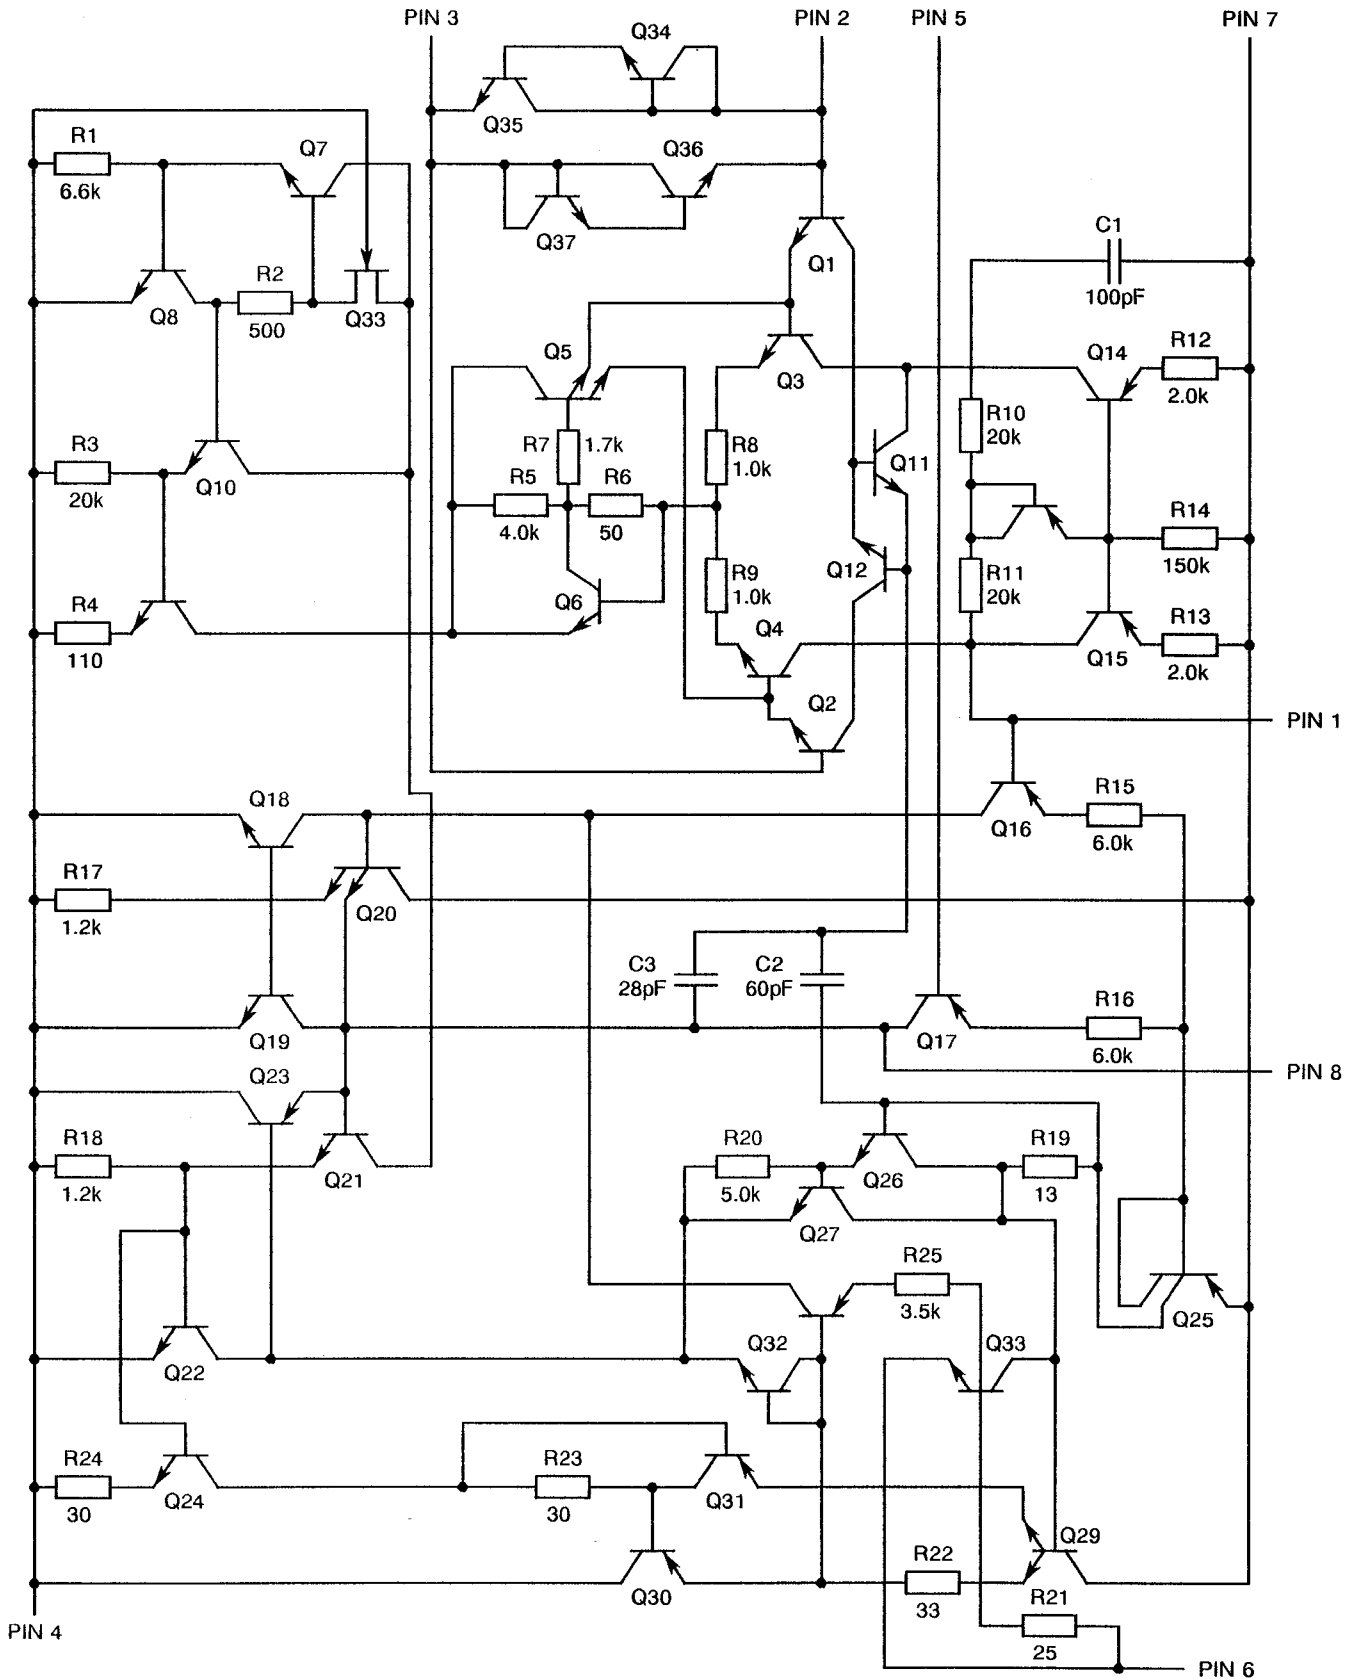 PIN 3
PIN 2
PIN 5
PIN 7
Q34
Q35
R1
6.6k
Q7
Q36
Q37
Q1
C1
100pF
Q8
R2
500
Q33
Q5
Q3
Q14
R12
2.0k
R3
20k
Q10
R7
1.7k
R8
1.0k
Q11
R10
20k
R5
4.0k
R6
50
R14
150k
R4
110
Q6
R9
1.0k
Q12
R11
20k
Q4
Q15
R13
2.0k
Q2
PIN 1
Q18
Q16
R15
6.0k
R17
1.2k
Q20
C3
28pF
C2
60pF
Q19
Q17
R16
6.0k
PIN 8
Q23
R18
1.2k
Q21
R20
5.0k
Q26
R19
13
Q27
R25
3.5k
Q25
Q22
Q32
Q33
R24
30
Q24
R23
30
Q31
Q29
Q30
R22
33
R21
25
PIN 4
PIN 6